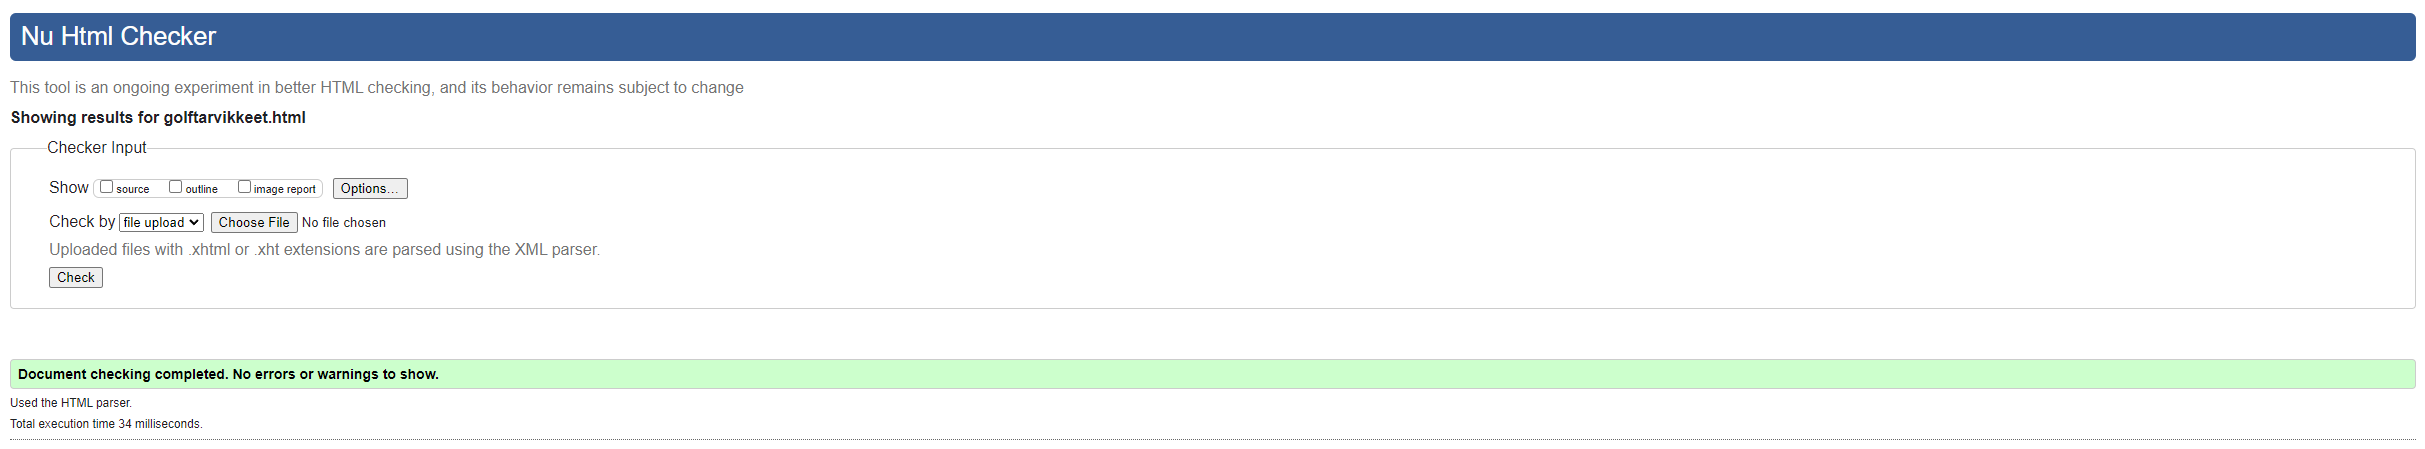 Nu Html Checker
This tool is an ongoing experiment in better HTML checking, and its behavior remains subject to change
Showing results for golftarvikkeet.html
Checker Input
Show source outline image report Options...
Check by file upload Choose File No file chosen
Uploaded files with .xhtml or .xht extensions are parsed using the XML parser.
Check
Document checking completed. No errors or warnings to show.
Used the HTML parser.
Total execution time 34 milliseconds.